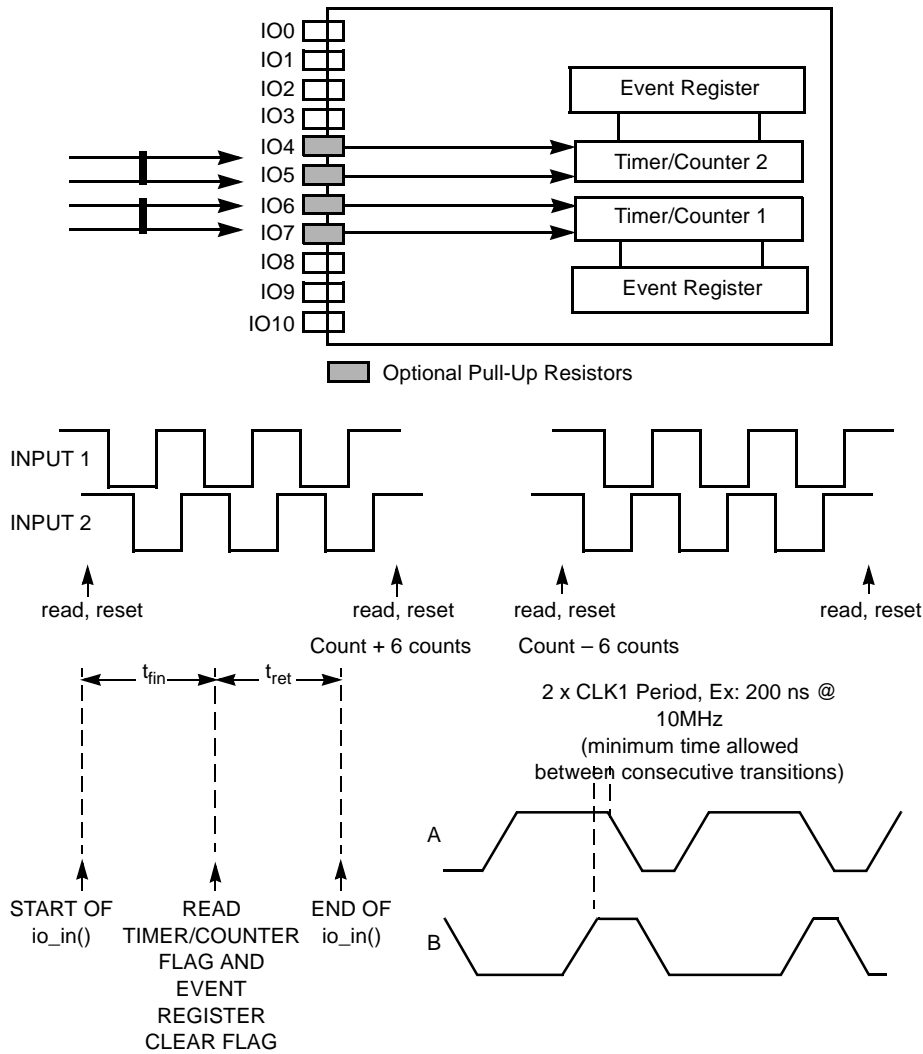 IO0
IO1
IO2
IO3
IO4
IO5
IO6
IO7
IO8
IO9
IO10
Event Register
Timer/Counter 2
Timer/Counter 1
Event Register
Optional Pull-Up Resistors
INPUT 1
INPUT 2
read, reset
read, reset
read, reset
read, reset
Count + 6 counts
Count – 6 counts
tfin
tret
2 x CLK1 Period, Ex: 200 ns @
10MHz
(minimum time allowed
between consecutive transitions)
A
B
START OF
io_in()
READ
TIMER/COUNTER
FLAG AND
EVENT
REGISTER
CLEAR FLAG
END OF
io_in()